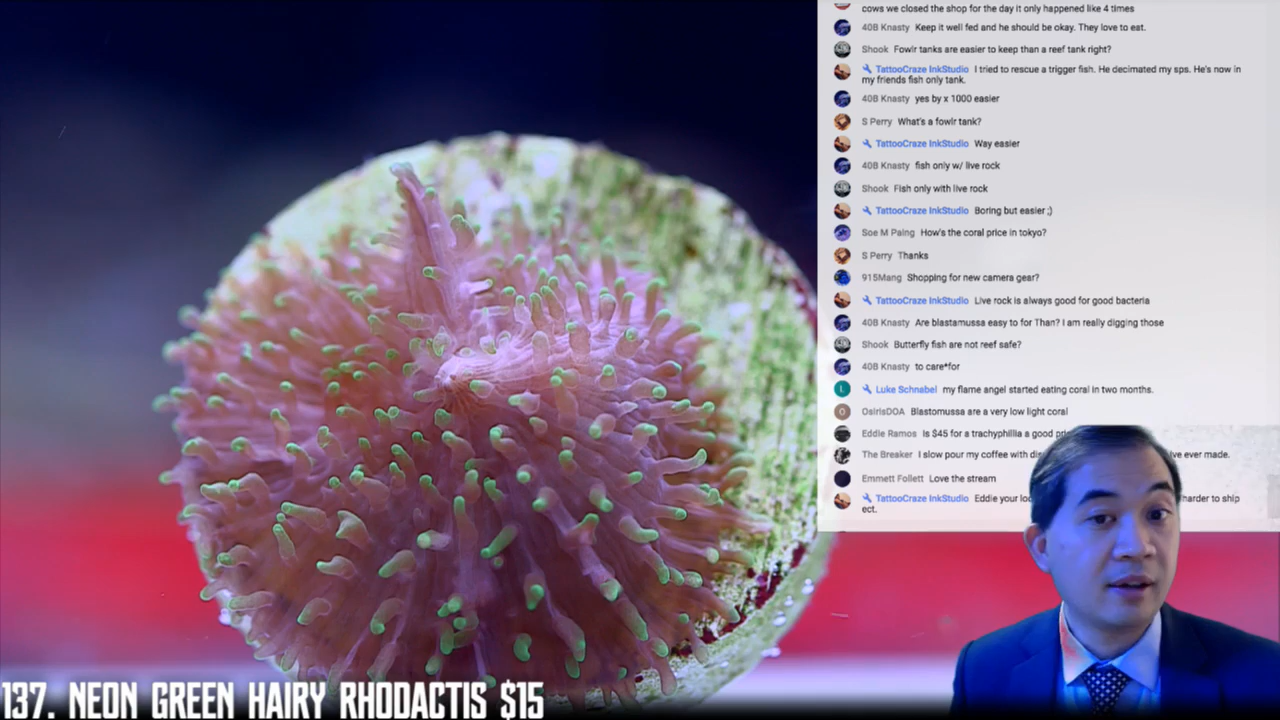 cows we closed the shop for the day it only happened like 4 times
40B Knasty Keep it well fed and he should be okay. They love to eat.
Shook Fowlr tanks are easier to keep than a reef tank right?
TattooCraze InkStudio I tried to rescue a trigger fish. He decimated my sps. He's now in
my friends fish only tank.
40B Knasty yes by x 1000 easier
S Perry What's a fowlr tank?
TattooCraze InkStudio Way easier
40B Knasty fish only w/ live rock
Shook Fish only with live rock
TattooCraze InkStudio Boring but easier ;)
Soe M Paing How's the coral price in tokyo?
S Perry Thanks
915Mang Shopping for new camera gear?
TattooCraze InkStudio Live rock is always good for good bacteria
40B Knasty Are blastamussa easy to for Than? I am really digging those
Shook Butterfly fish are not reef safe?
40B Knasty to care*for
L Luke Schnabel my flame angel started eating coral in two months.
O OsirisDOA Blastomussa are a very low light coral
Eddie Ramos Is $45 for a trachyphillia a good
The Breaker I slow pour my coffee with ive ever made.
Emmett Follett Love the stream
TattooCraze InkStudio Eddie your harder to ship
ect.
137. NEON GREEN HAIRY RHODACTIS $15